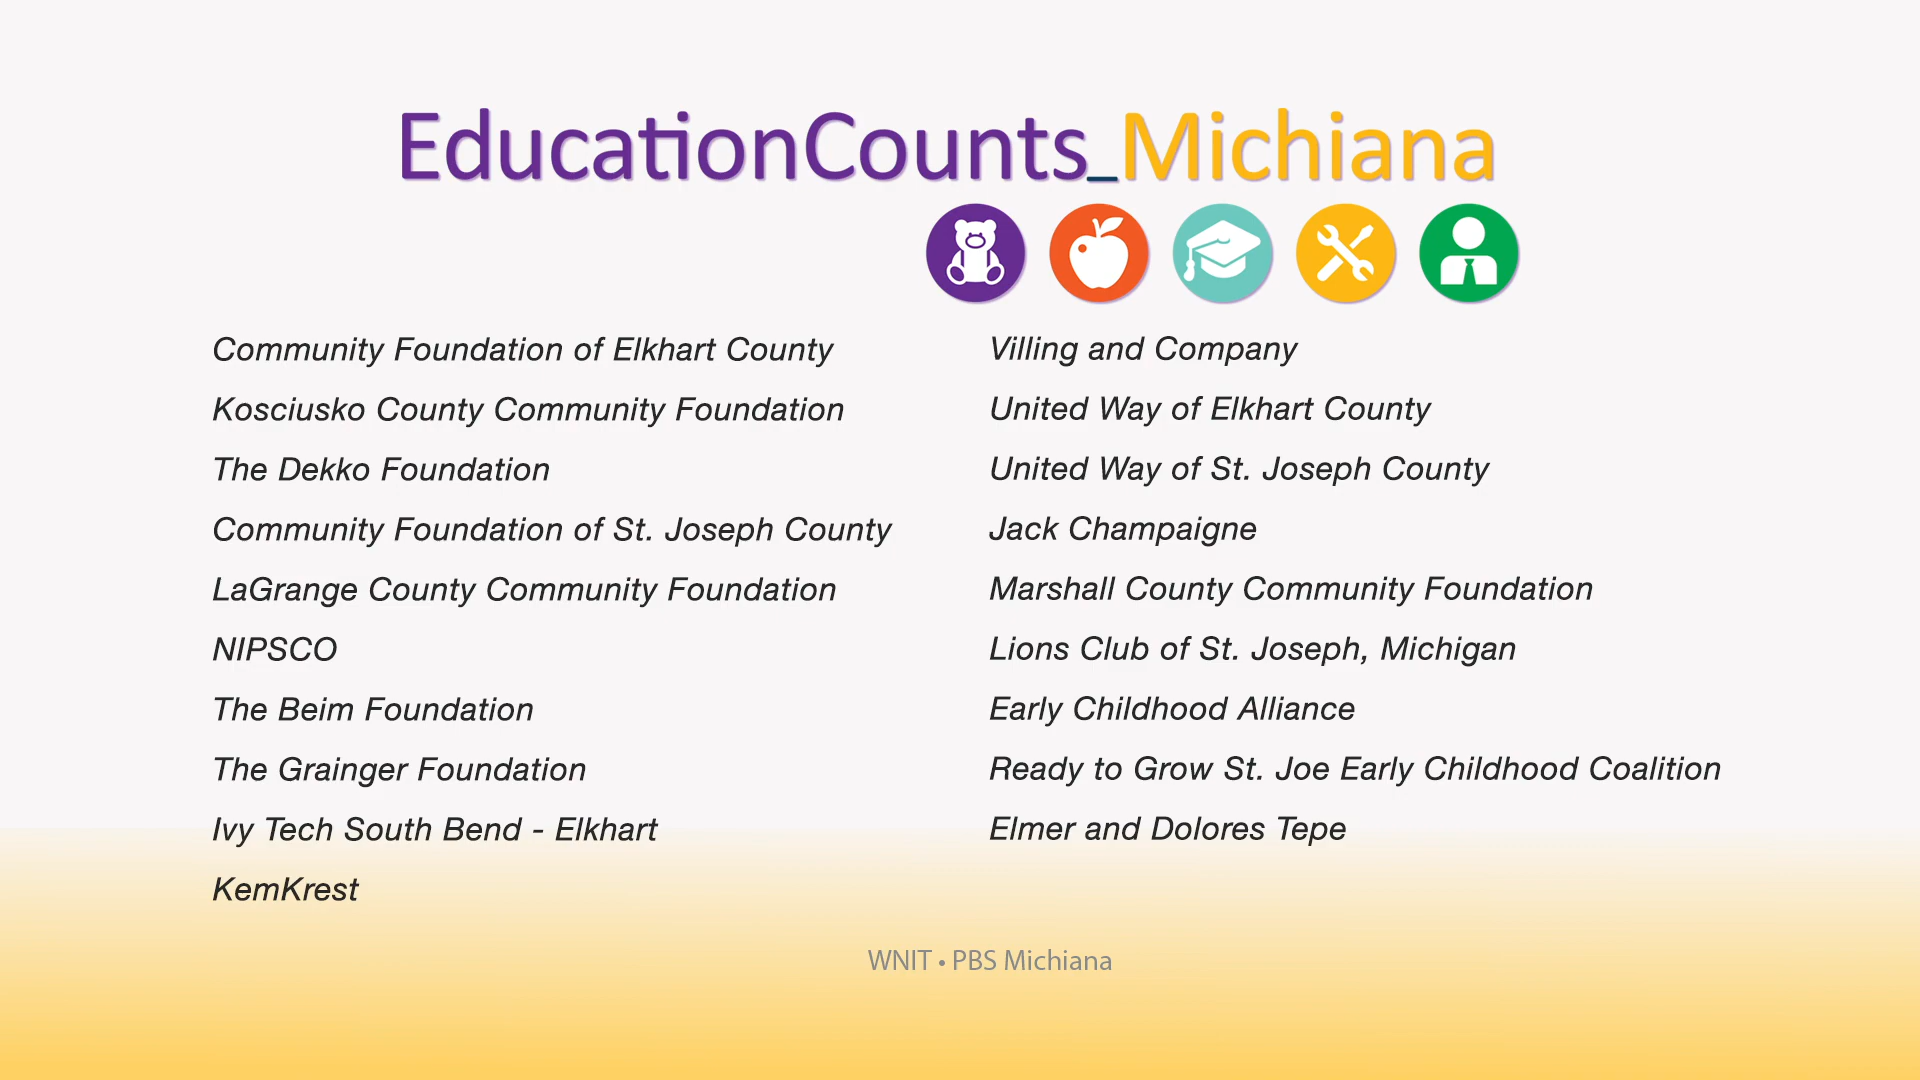 EducationCounts_Michiana
Community Foundation of Elkhart County
Kosciusko County Community Foundation
The Dekko Foundation
Community Foundation of St. Joseph County
LaGrange County Community Foundation
NIPSCO
The Beim Foundation
The Grainger Foundation
Ivy Tech South Bend - Elkhart
KemKrest
Villing and Company
United Way of Elkhart County
United Way of St. Joseph County
Jack Champaigne
Marshall County Community Foundation
Lions Club of St. Joseph, Michigan
Early Childhood Alliance
Ready to Grow St. Joe Early Childhood Coalition
Elmer and Dolores Tepe
WNIT • PBS Michiana